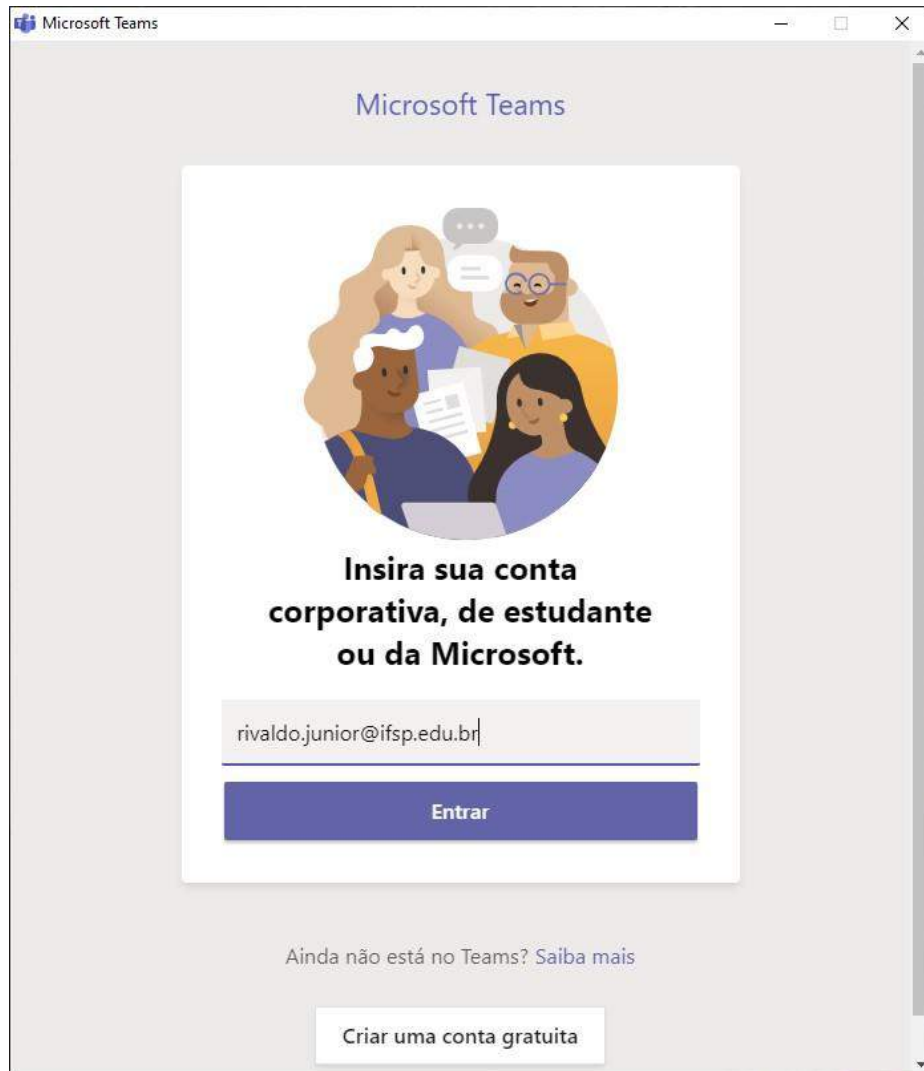 Microsoft Teams
Microsoft Teams
Insira sua conta
corporativa, de estudante
ou da Microsoft.
rivaldo.junior@ifsp.edu.br
Entrar
Ainda não está no Teams? Saiba mais
Criar uma conta gratuita